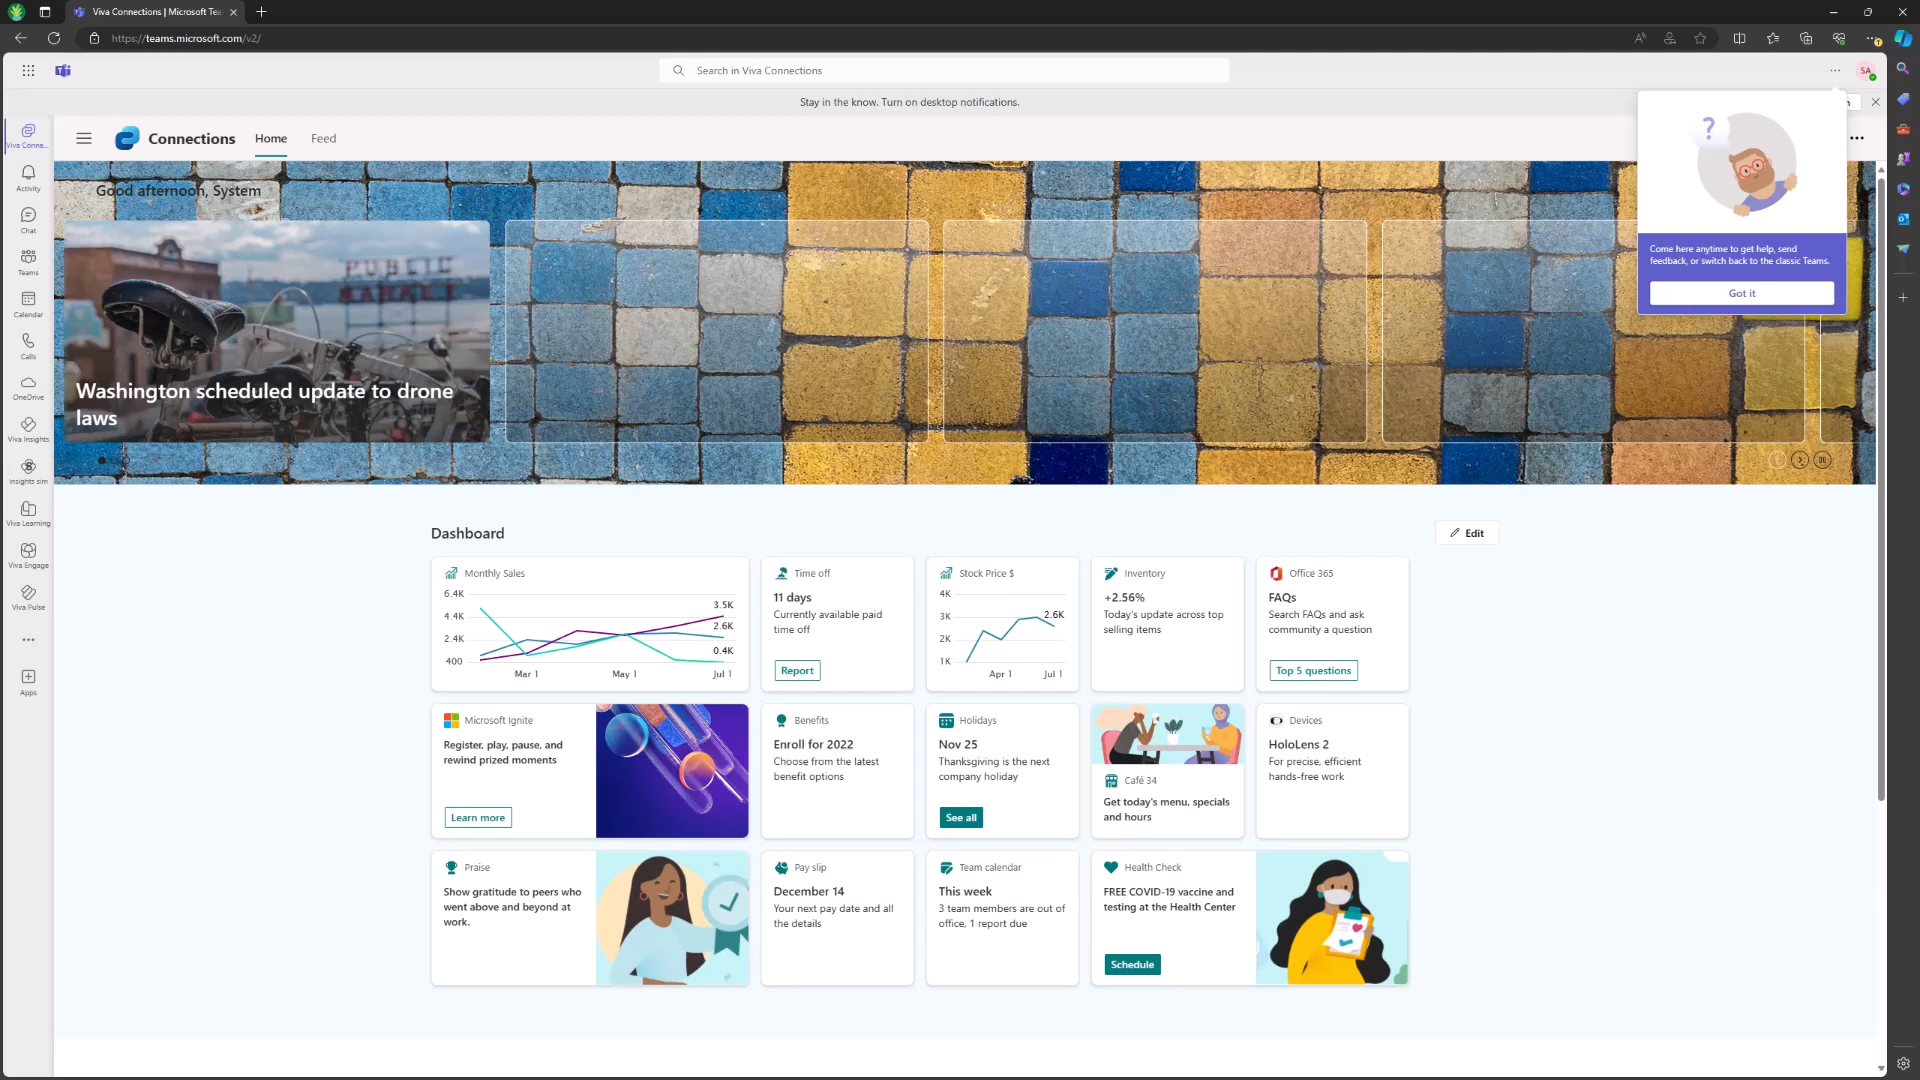 Viva Connections | Microsoft Tea
https://teams.microsoft.com/v2/
Search in Viva Connections
SA
Stay in the know. Turn on desktop notifications.
Viva Conne...
Activity
Chat
Teams
Calendar
Calls
OneDrive
Viva Insights
Insights sim
Viva Learning
Viva Engage
Viva Pulse
Apps
Connections
Home
Feed
?
Come here anytime to get help, send
feedback, or switch back to the classic Teams.
Got it
Good afternoon, System
PUBLIC
MARKET
Washington scheduled update to drone
laws
Dashboard
Edit
Monthly Sales
6.4K
4.4K
2.4K
400
3.5K
2.6K
0.4K
Mar 1
May 1
Jul 1
Time off
11 days
Currently available paid
time off
Report
Stock Price $
4K
3K
2K
1K
2.6K
Apr 1
Jul 1
Inventory
+2.56%
Today's update across top
selling items
Office 365
FAQs
Search FAQs and ask
community a question
Top 5 questions
Microsoft Ignite
Register, play, pause, and
rewind prized moments
Learn more
Benefits
Enroll for 2022
Choose from the latest
benefit options
Holidays
Nov 25
Thanksgiving is the next
company holiday
See all
Café 34
Get today's menu, specials
and hours
Devices
HoloLens 2
For precise, efficient
hands-free work
Praise
Show gratitude to peers who
went above and beyond at
work.
Pay slip
December 14
Your next pay date and all
the details
Team calendar
This week
3 team members are out of
office, 1 report due
Health Check
FREE COVID-19 vaccine and
testing at the Health Center
Schedule